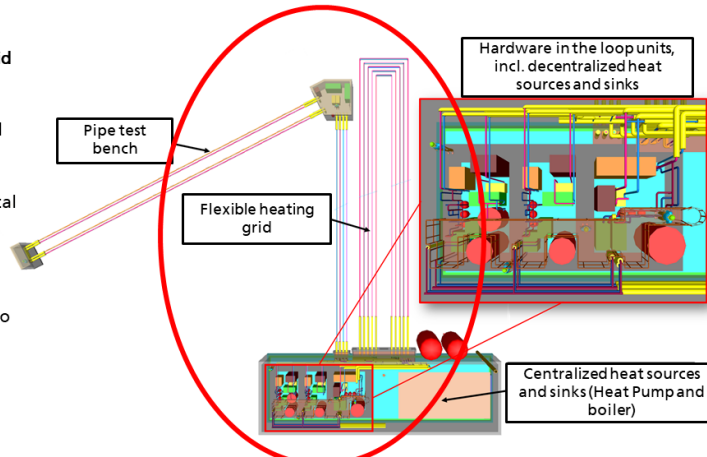 Hardware in the loop units,
incl. decentralized heat
sources and sinks
Pipe test
bench
Flexible heating
grid
Centralized heat sources
and sinks (Heat Pump and
boiler)